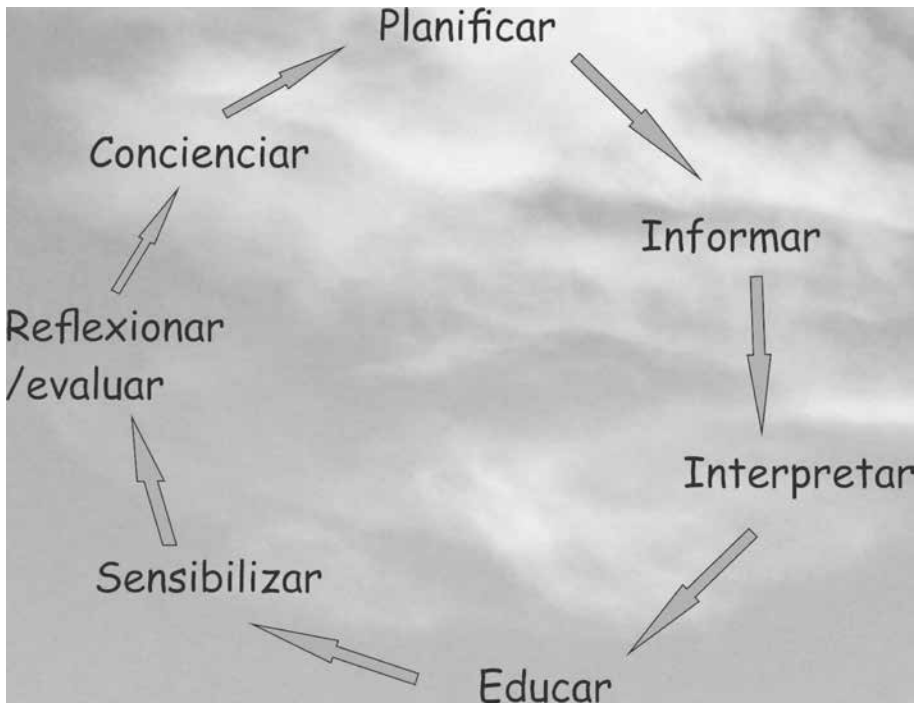 Planificar
Informar
Interpretar
Educar
Sensibilizar
Reflexionar
/evaluar
Concienciar